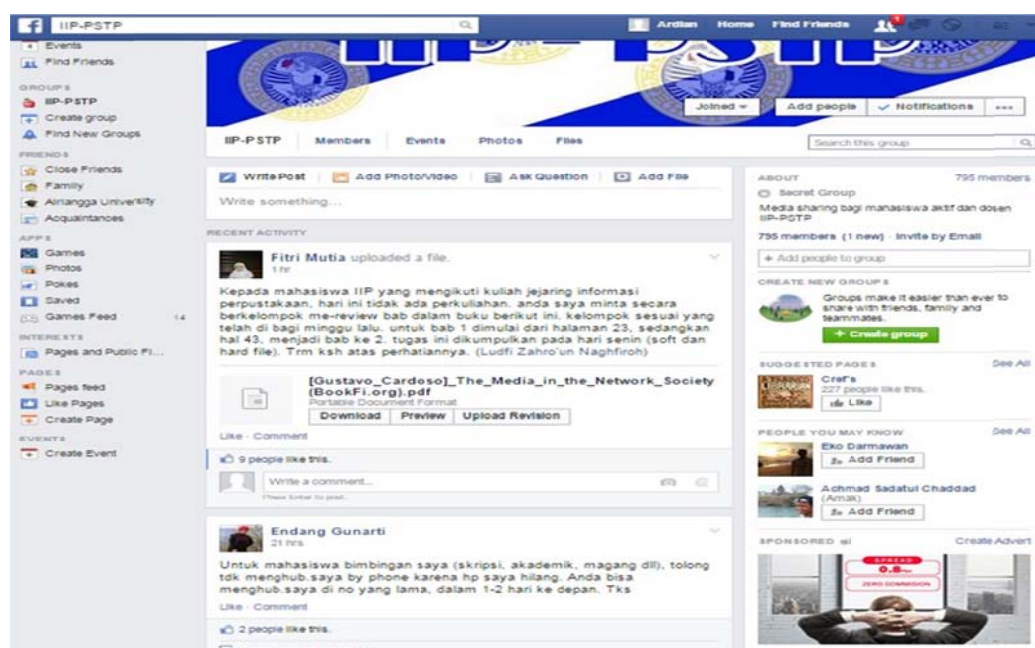 IIP-PSTP
Ardian Home Find Friends 1
Events
Find Friends
GROUPS
IIP-PSTP
Create group
Find New Groups
FRIENDS
Close Friends
Family
Airlangga University
Acquaintances
APPS
Games
Photos
Pokes
Saved
Games Feed 14
INTERESTS
Pages and Public Fi...
PAGES
Pages feed
Like Pages
Create Page
EVENTS
Create Event
IIP - PSTP
Joined Add people Notifications
IIP-PSTP Members Events Photos Files
Search this group
Write Post Add Photo/Video Ask Question Add File
Write something...
RECENT ACTIVITY
Fitri Mutia uploaded a file.
1 hr
Kepada mahasiswa IIP yang mengikuti kuliah jejaring informasi
perpustakaan, hari ini tidak ada perkuliahan. anda saya minta secara
berkelompok me-review bab dalam buku berikut ini. kelompok sesuai yang
telah di bagi minggu lalu. untuk bab 1 dimulai dari halaman 23, sedangkan
hal 43, menjadi bab ke 2. tugas ini dikumpulkan pada hari senin (soft dan
hard file). Trm ksh atas perhatiannya. (Ludfi Zahro'un Naghfiroh)
[Gustavo_Cardoso]_The_Media_in_the_Network_Society
(BookFi.org).pdf
Portable Document Format
Download Preview Upload Revision
Like · Comment
9 people like this.
Write a comment...
Press Enter to post.
Endang Gunarti
21 hrs
Untuk mahasiswa bimbingan saya (skripsi, akademik, magang dll), tolong
tdk menghub.saya by phone karena hp saya hilang. Anda bisa
menghub.saya di no yang lama, dalam 1-2 hari ke depan. Tks
Like · Comment
2 people like this.
ABOUT 795 members
Secret Group
Media sharing bagi mahasiswa aktif dan dosen
IIP-PSTP
795 members (1 new) · Invite by Email
+ Add people to group
CREATE NEW GROUPS
Groups make it easier than ever to
share with friends, family and
teammates.
+ Create group
SUGGESTED PAGES See All
Cref's
227 people like this.
Like
PEOPLE YOU MAY KNOW See All
Eko Darmawan
Add Friend
Achmad Sadatul Chaddad
(Amak)
Add Friend
SPONSORED Create Advert
SPREAD
0.8
ZERO COMMISSION